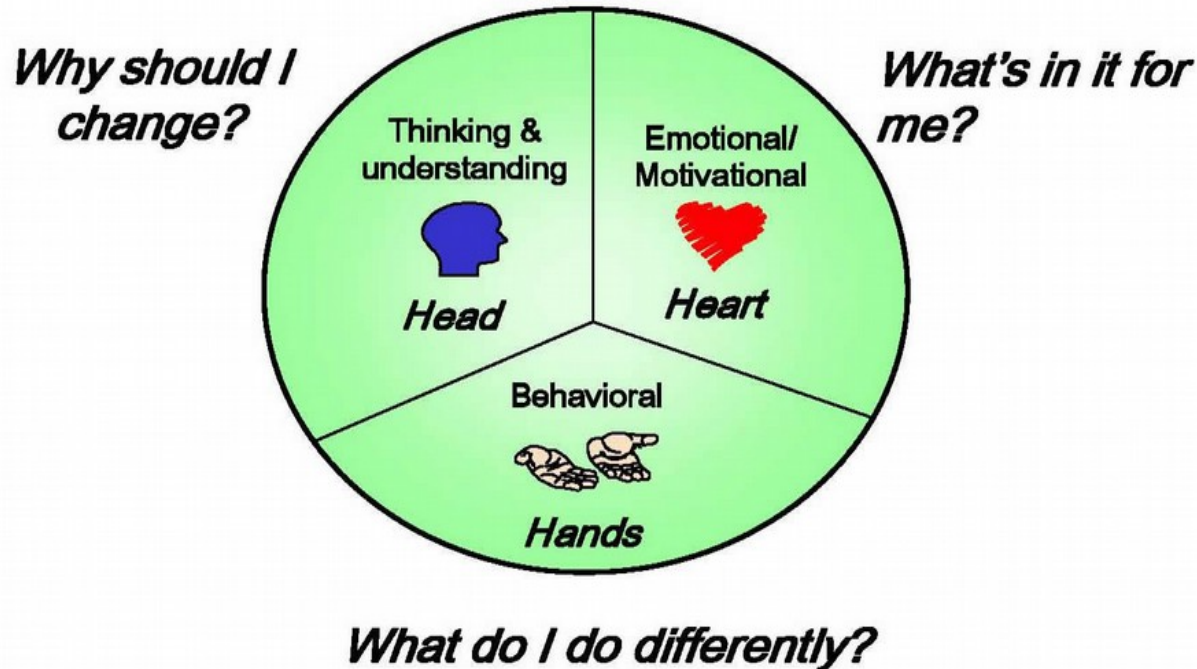 Why should I
change?
What's in it for
me?
Thinking &
understanding
Head
Emotional/
Motivational
Heart
Behavioral
Hands
What do I do differently?